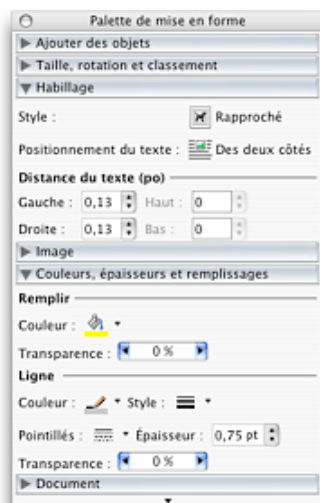 Palette de mise en forme
Ajouter des objets
Taille, rotation et classement
Habillage
Style : Rapproché
Positionnement du texte : Des deux côtés
Distance du texte (po)
Gauche : 0,13 Haut : 0
Droite : 0,13 Bas : 0
Image
Couleurs, épaisseurs et remplissages
Remplir
Couleur :
Transparence : 0 %
Ligne
Couleur : Style :
Pointillés : Épaisseur : 0,75 pt
Transparence : 0 %
Document